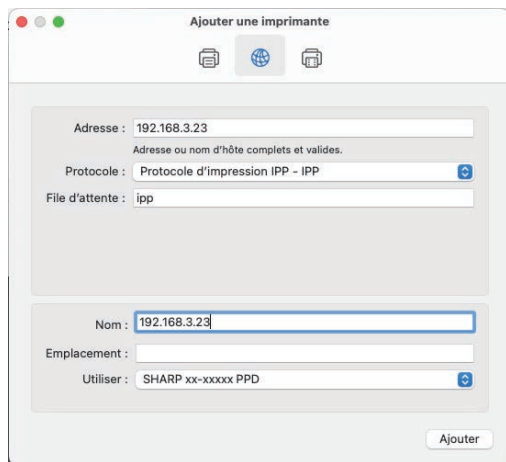 Ajouter une imprimante
Adresse : 192.168.3.23
Adresse ou nom d'hôte complets et valides.
Protocole : Protocole d'impression IPP - IPP
File d'attente : ipp
Nom : 192.168.3.23
Emplacement :
Utiliser : SHARP xx-xxxxx PPD
Ajouter